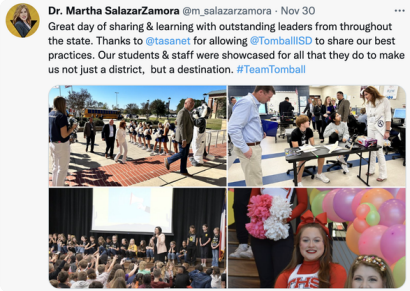 Dr. Martha SalazarZamora @m_salazarzamora · Nov 30
Great day of sharing & learning with outstanding leaders from throughout
the state. Thanks to @tasanet for allowing @TomballISD to share our best
practices. Our students & staff were showcased for all that they do to make
us not just a district, but a destination. #TeamTomball
THS